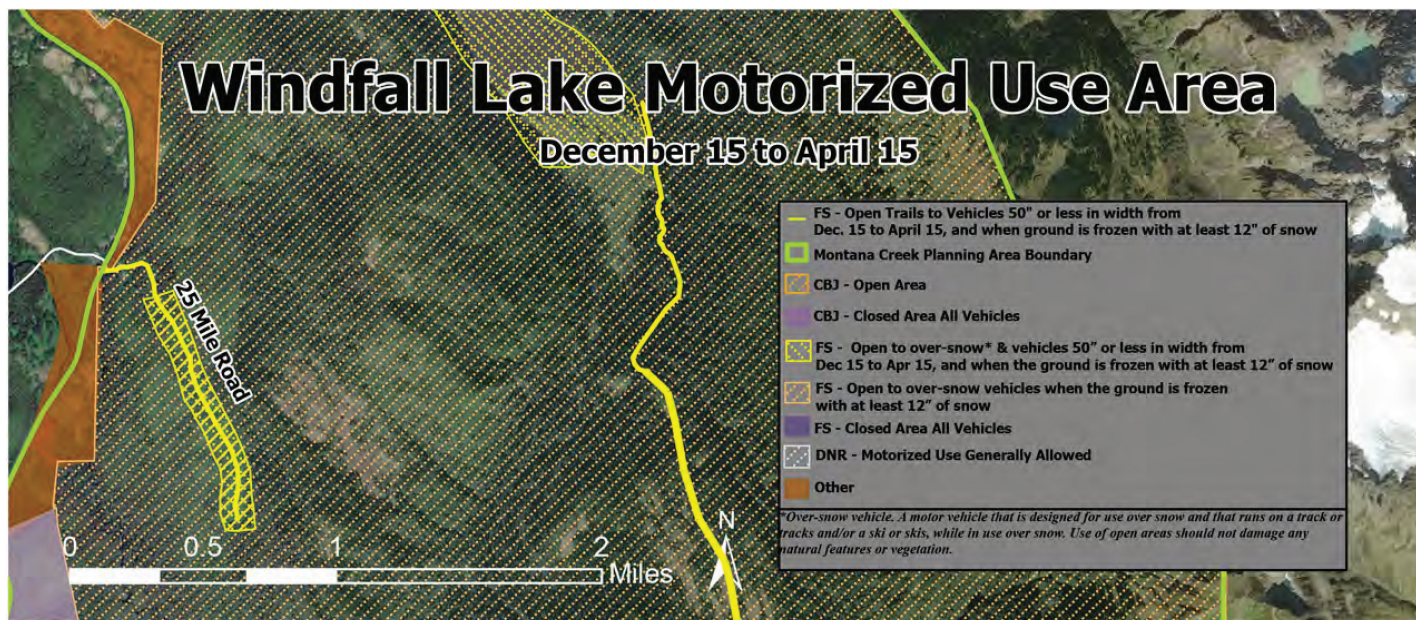 Windfall Lake Motorized Use Area
December 15 to April 15
FS - Open Trails to Vehicles 50" or less in width from
Dec. 15 to April 15, and when ground is frozen with at least 12" of snow
Montana Creek Planning Area Boundary
CBJ - Open Area
CBJ - Closed Area All Vehicles
FS - Open to over-snow* & vehicles 50" or less in width from
Dec 15 to Apr 15, and when the ground is frozen with at least 12" of snow
FS - Open to over-snow vehicles when the ground is frozen
with at least 12" of snow
FS - Closed Area All Vehicles
DNR - Motorized Use Generally Allowed
Other
*Over-snow vehicle. A motor vehicle that is designed for use over snow and that runs on a track or
tracks and/or a ski or skis, while in use over snow. Use of open areas should not damage any
natural features or vegetation.
25 Mile Road
N
0 0.5 1 2
Miles